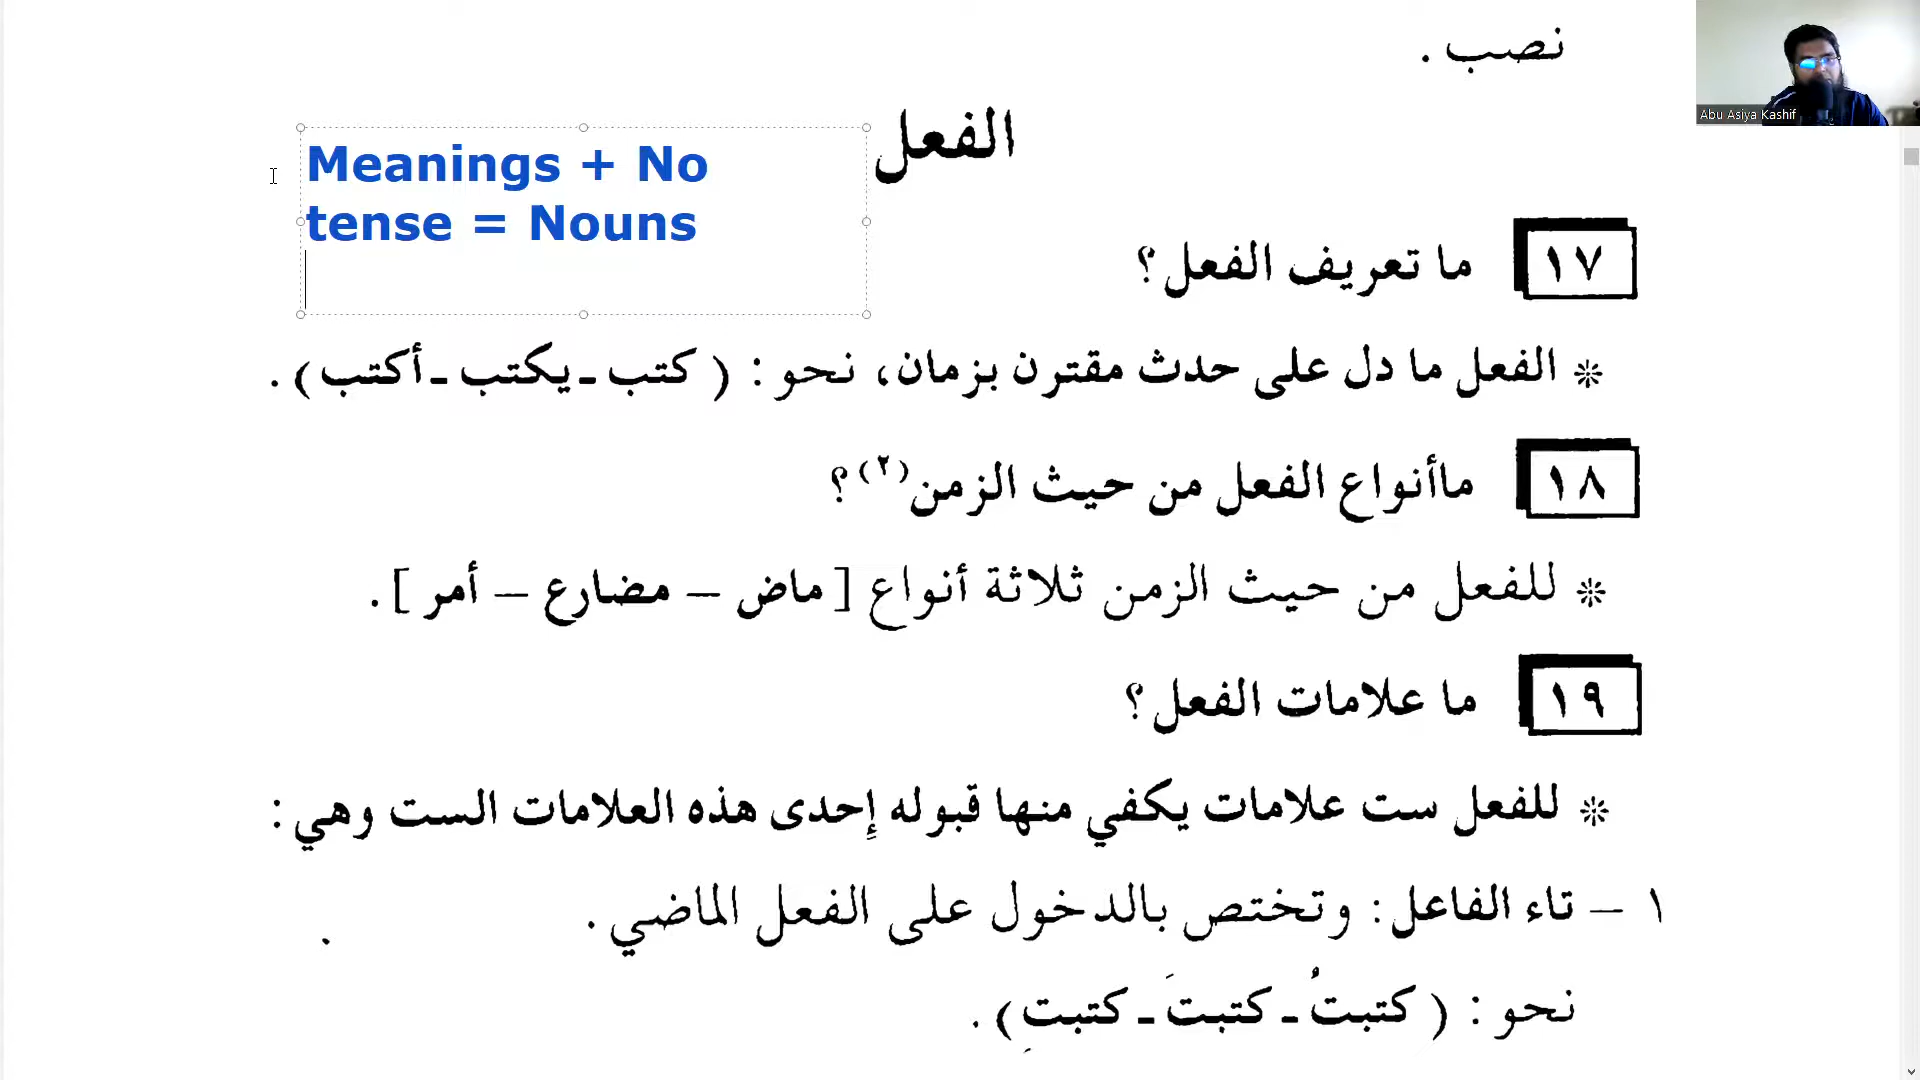 نصب .
Abu Asiya Kashif
الفعل
Meanings + No
tense = Nouns
١٧ ما تعريف الفعل؟
* الفعل ما دل على حدث مقترن بزمان، نحو : ( كتب ـ يكتب ـ أكتب) .
١٨ ماأنواع الفعل من حيث الزمن(٢)؟
* للفعل من حيث الزمن ثلاثة أنواع [ ماض – مضارع – أمر ] .
١٩ ما علامات الفعل؟
* للفعل ست علامات يكفي منها قبوله إِحدى هذه العلامات الست وهي :
١ – تاء الفاعل : وتختص بالدخول على الفعل الماضي .
نحو : ( كتبتُ ـ كتبتَ ـ كتبتِ) .